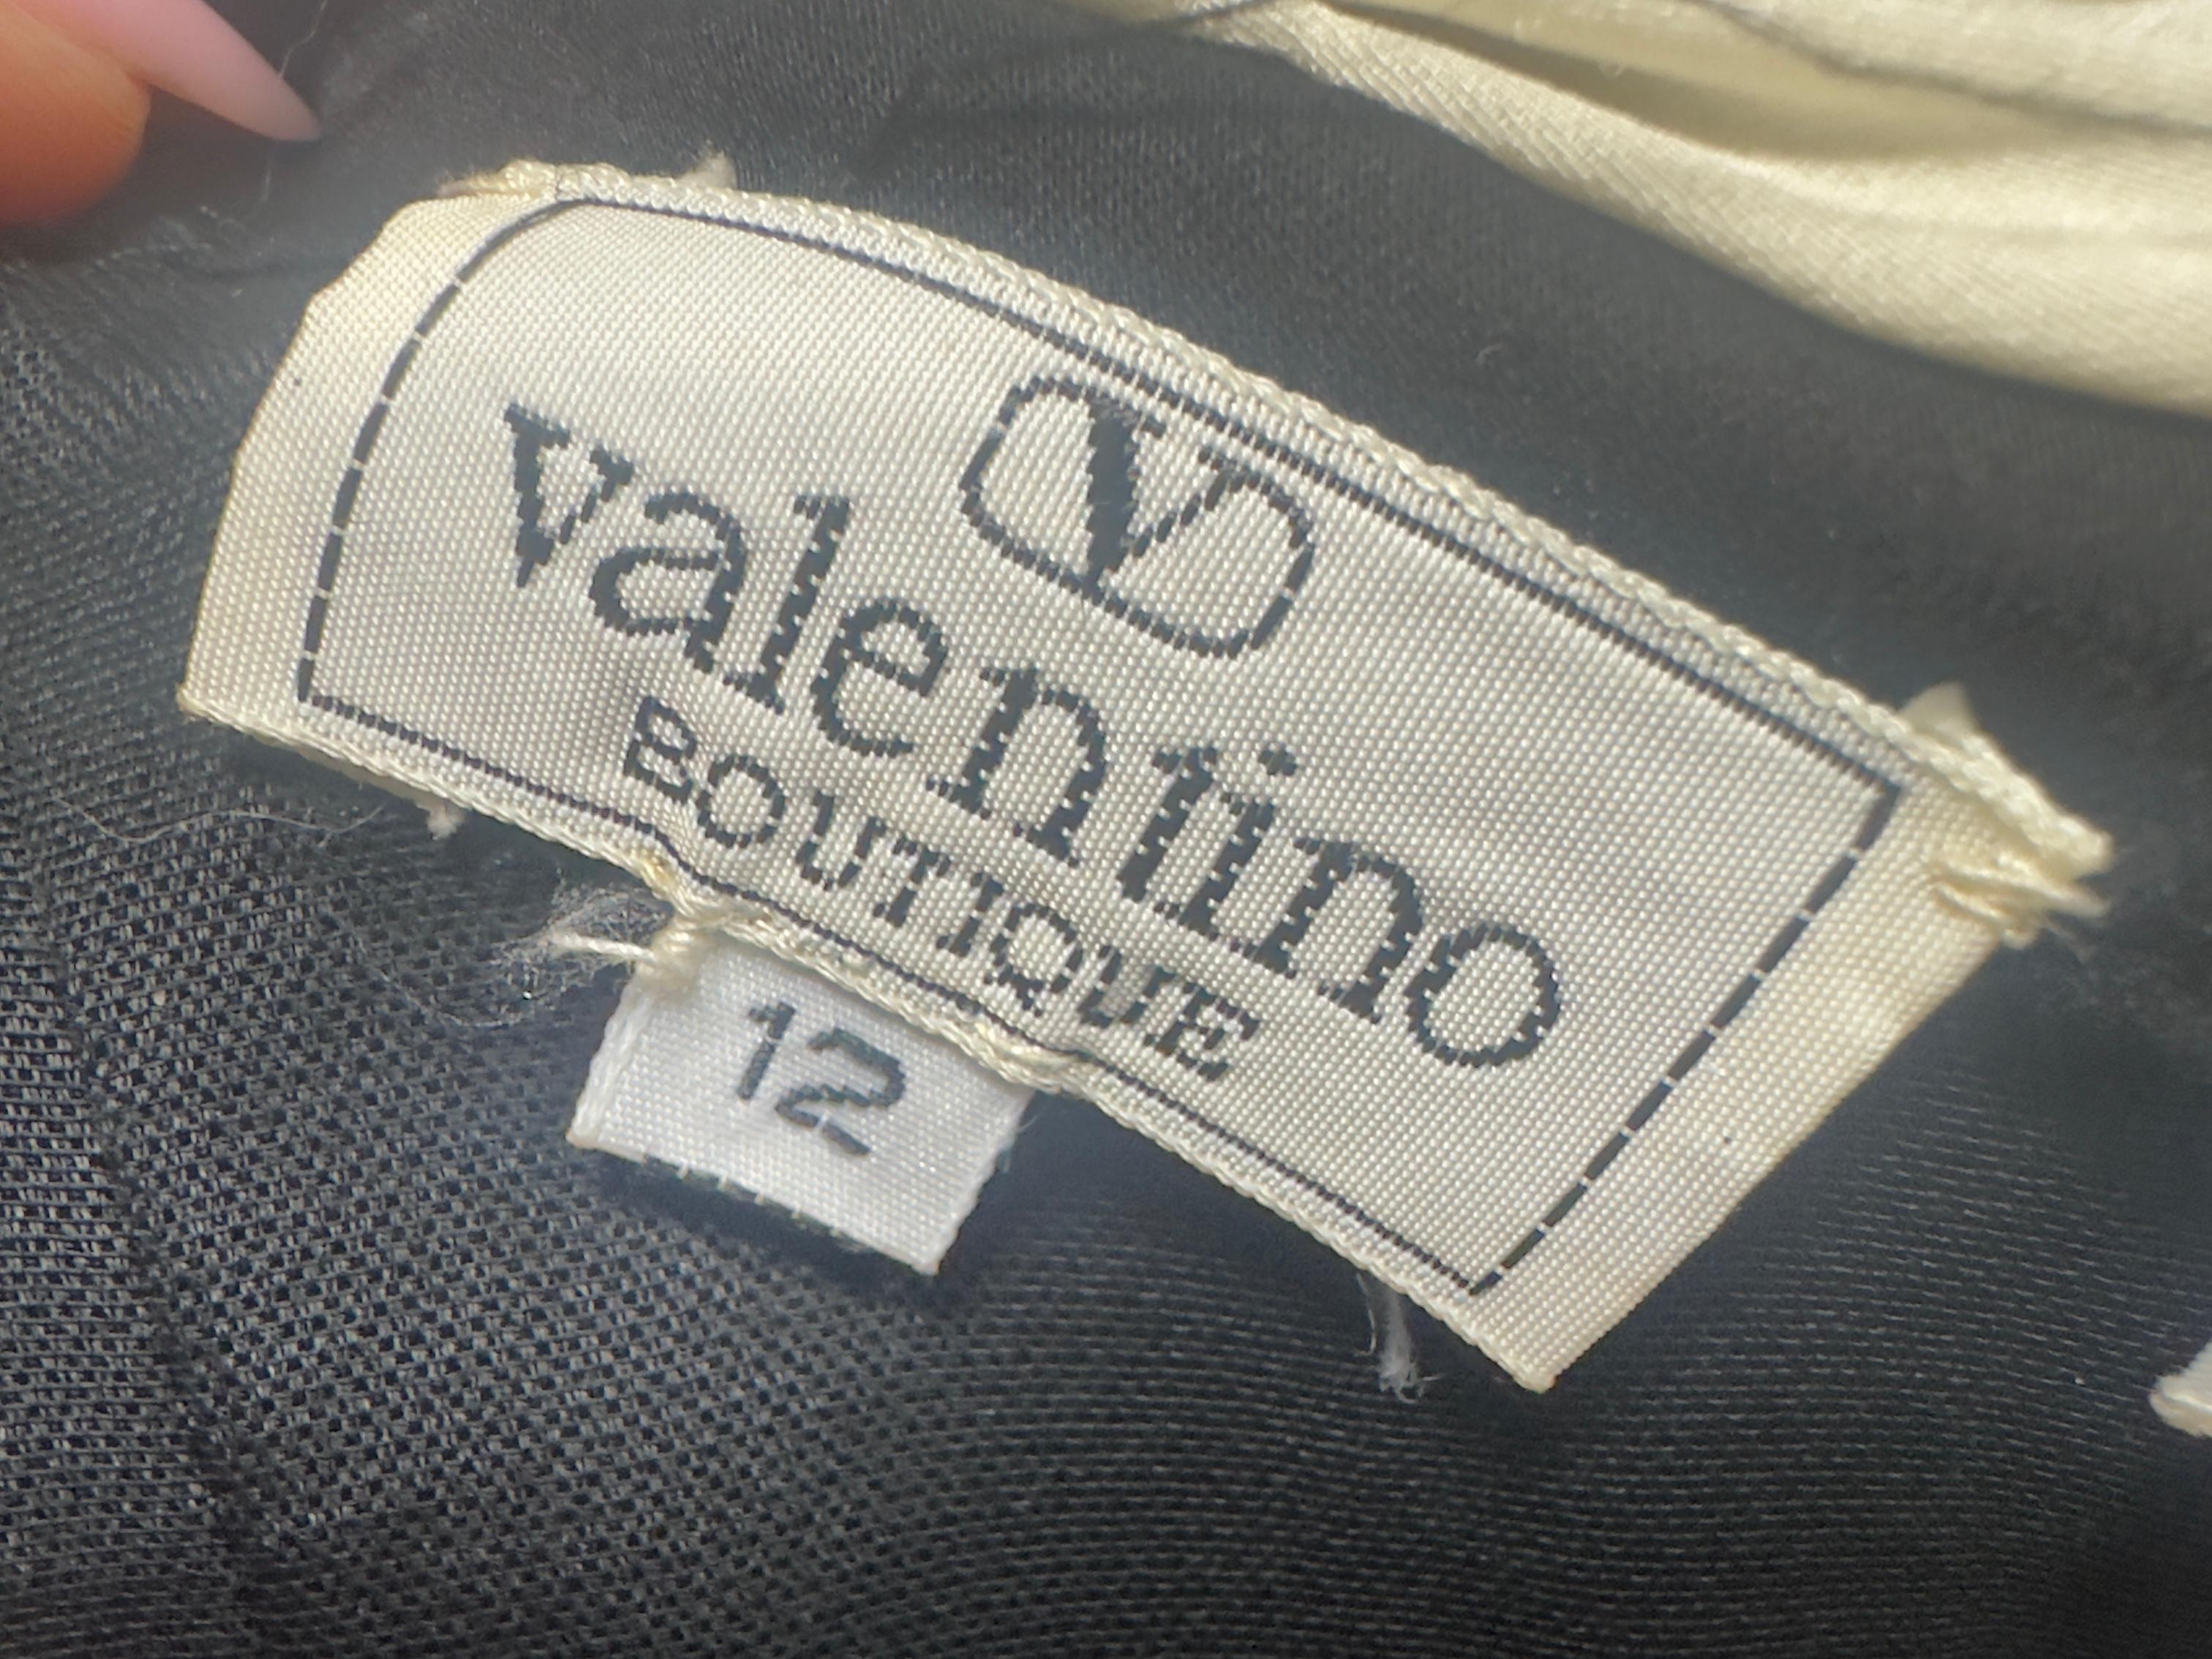 V
valentino
BOUTIQUE
12